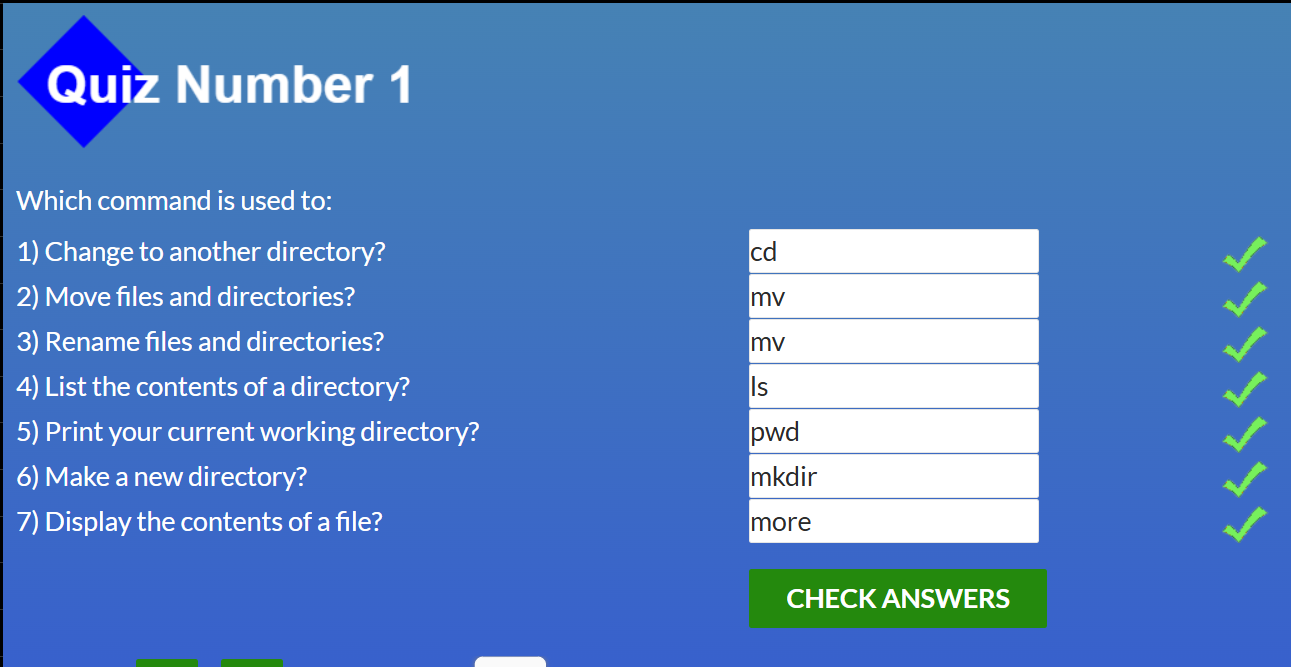 Quiz Number 1
Which command is used to:
1) Change to another directory? cd
2) Move files and directories? mv
3) Rename files and directories? mv
4) List the contents of a directory? ls
5) Print your current working directory? pwd
6) Make a new directory? mkdir
7) Display the contents of a file? more
CHECK ANSWERS